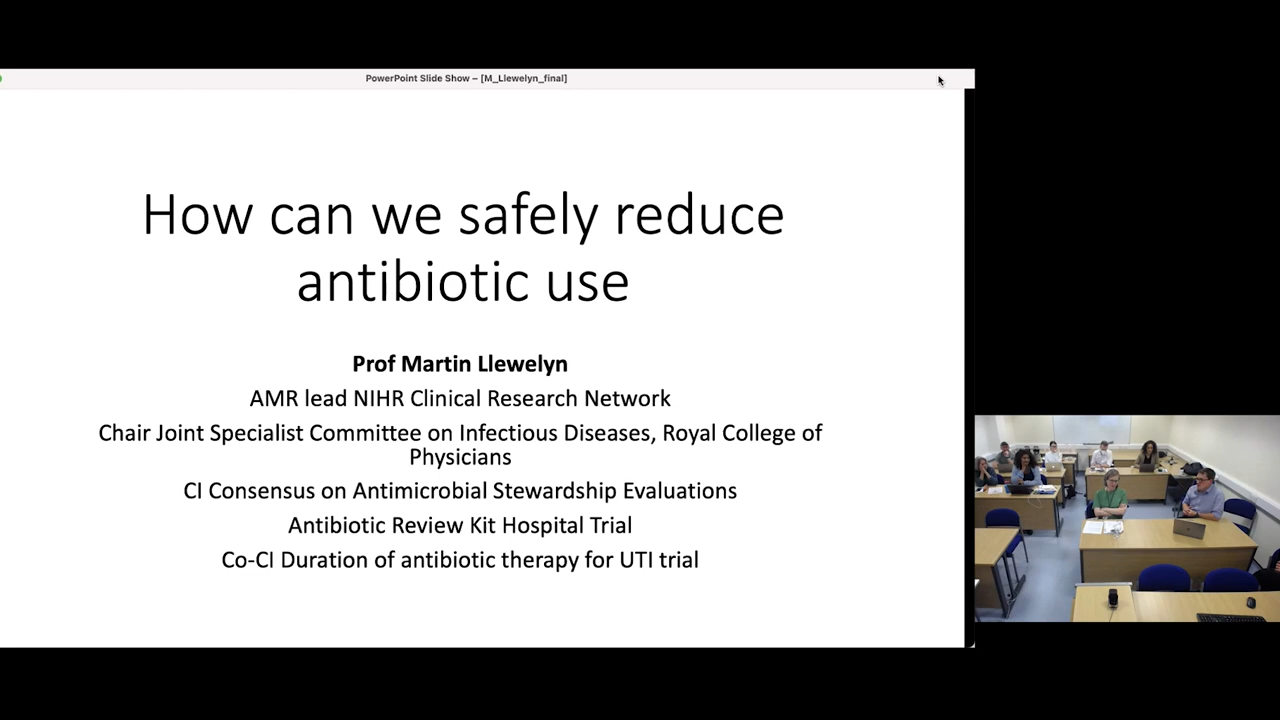 PowerPoint Slide Show – [M_Llewelyn_final]
How can we safely reduce
antibiotic use
Prof Martin Llewelyn
AMR lead NIHR Clinical Research Network
Chair Joint Specialist Committee on Infectious Diseases, Royal College of
Physicians
CI Consensus on Antimicrobial Stewardship Evaluations
Antibiotic Review Kit Hospital Trial
Co-CI Duration of antibiotic therapy for UTI trial